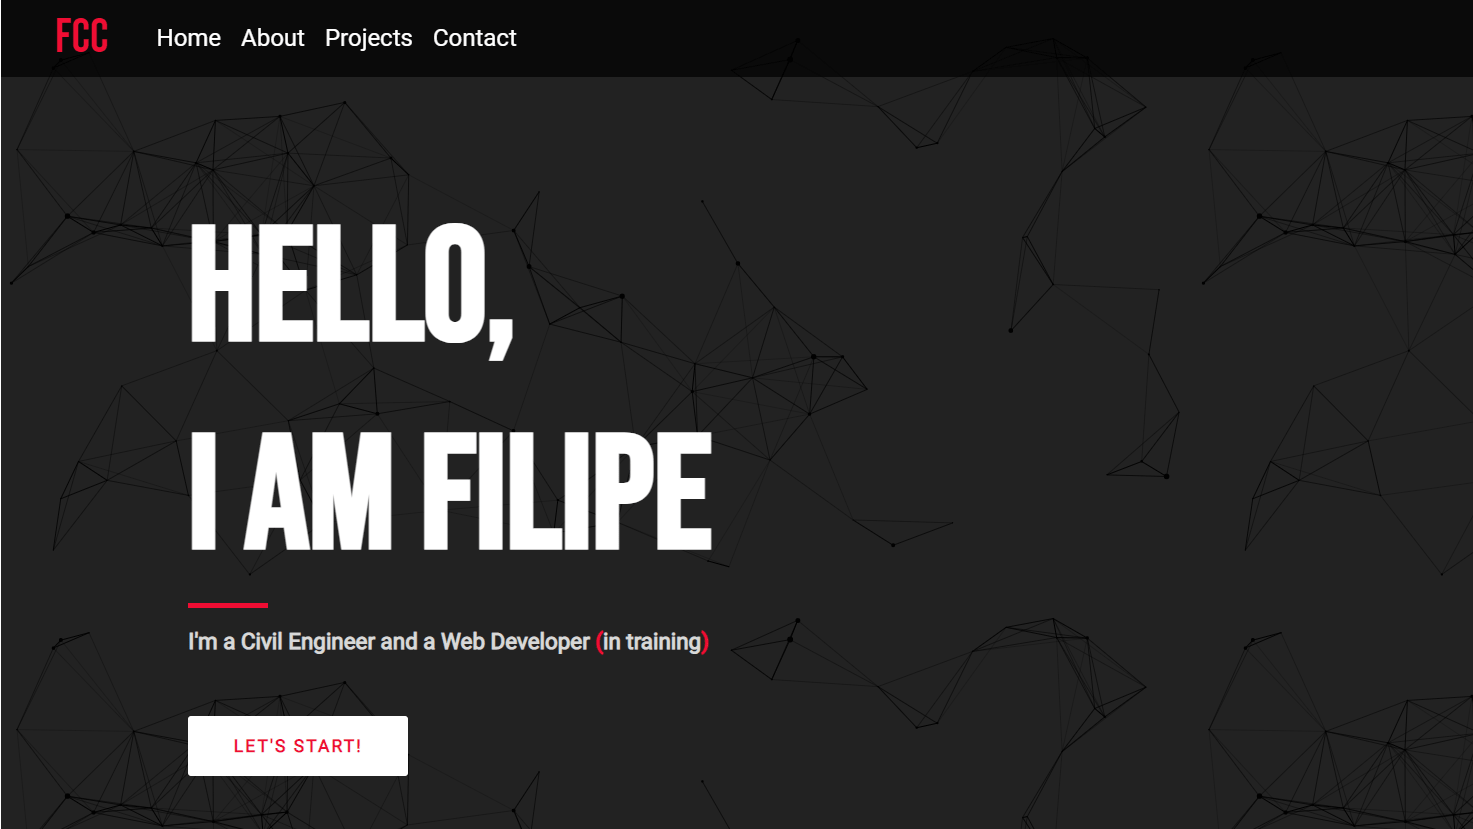 FCC Home About Projects Contact
HELLO,
I AM FILIPE
I'm a Civil Engineer and a Web Developer (in training)
LET'S START!